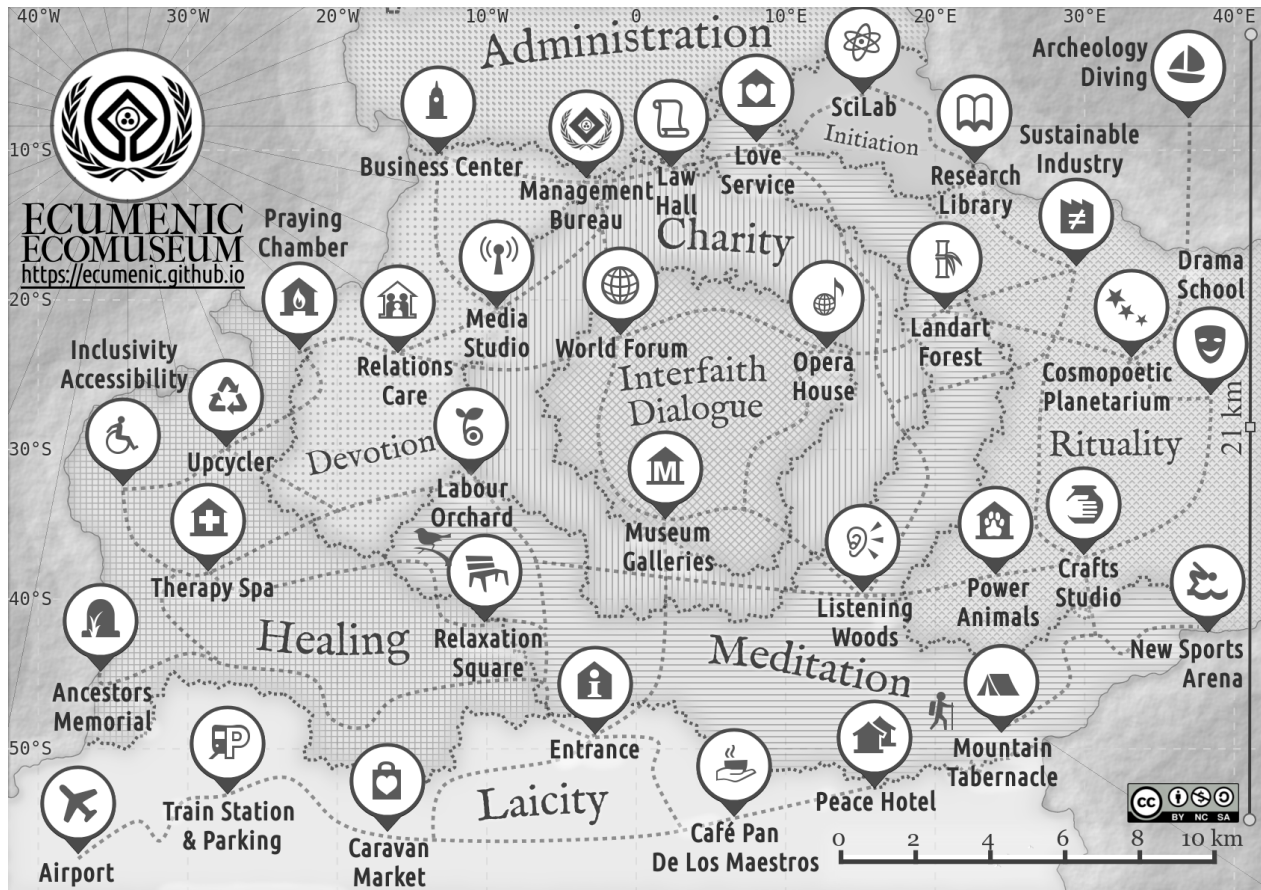 40°W
30°W
20°W
10°W
0
10°E
20°E
30°E
40°E
Administration
Archeology
Diving
SciLab
Initiation
10°S
Business Center
Management
Bureau
Law
Hall
Love
Service
Research
Library
Sustainable
Industry
ECUMENIC
ECOMUSEUM
https://ecumenic.github.io
Praying
Chamber
Charity
Drama
School
20°S
Media
Studio
World Forum
Opera
House
Landart
Forest
Inclusivity
Accessibility
Relations
Care
Interfaith
Dialogue
Cosmopoetic
Planetarium
21 km
Rituality
30°S
Upcycler
Devotion
Labour
Orchard
M
Museum
Galleries
Therapy Spa
Listening
Woods
Power
Animals
Crafts
Studio
40°S
Healing
Relaxation
Square
Meditation
New Sports
Arena
Ancestors
Memorial
Entrance
50°S
P
Mountain
Tabernacle
Train Station
& Parking
Laicity
Peace Hotel
cc
BY NC SA
Airport
Caravan
Market
Café Pan
De Los Maestros
0 2 4 6 8 10 km